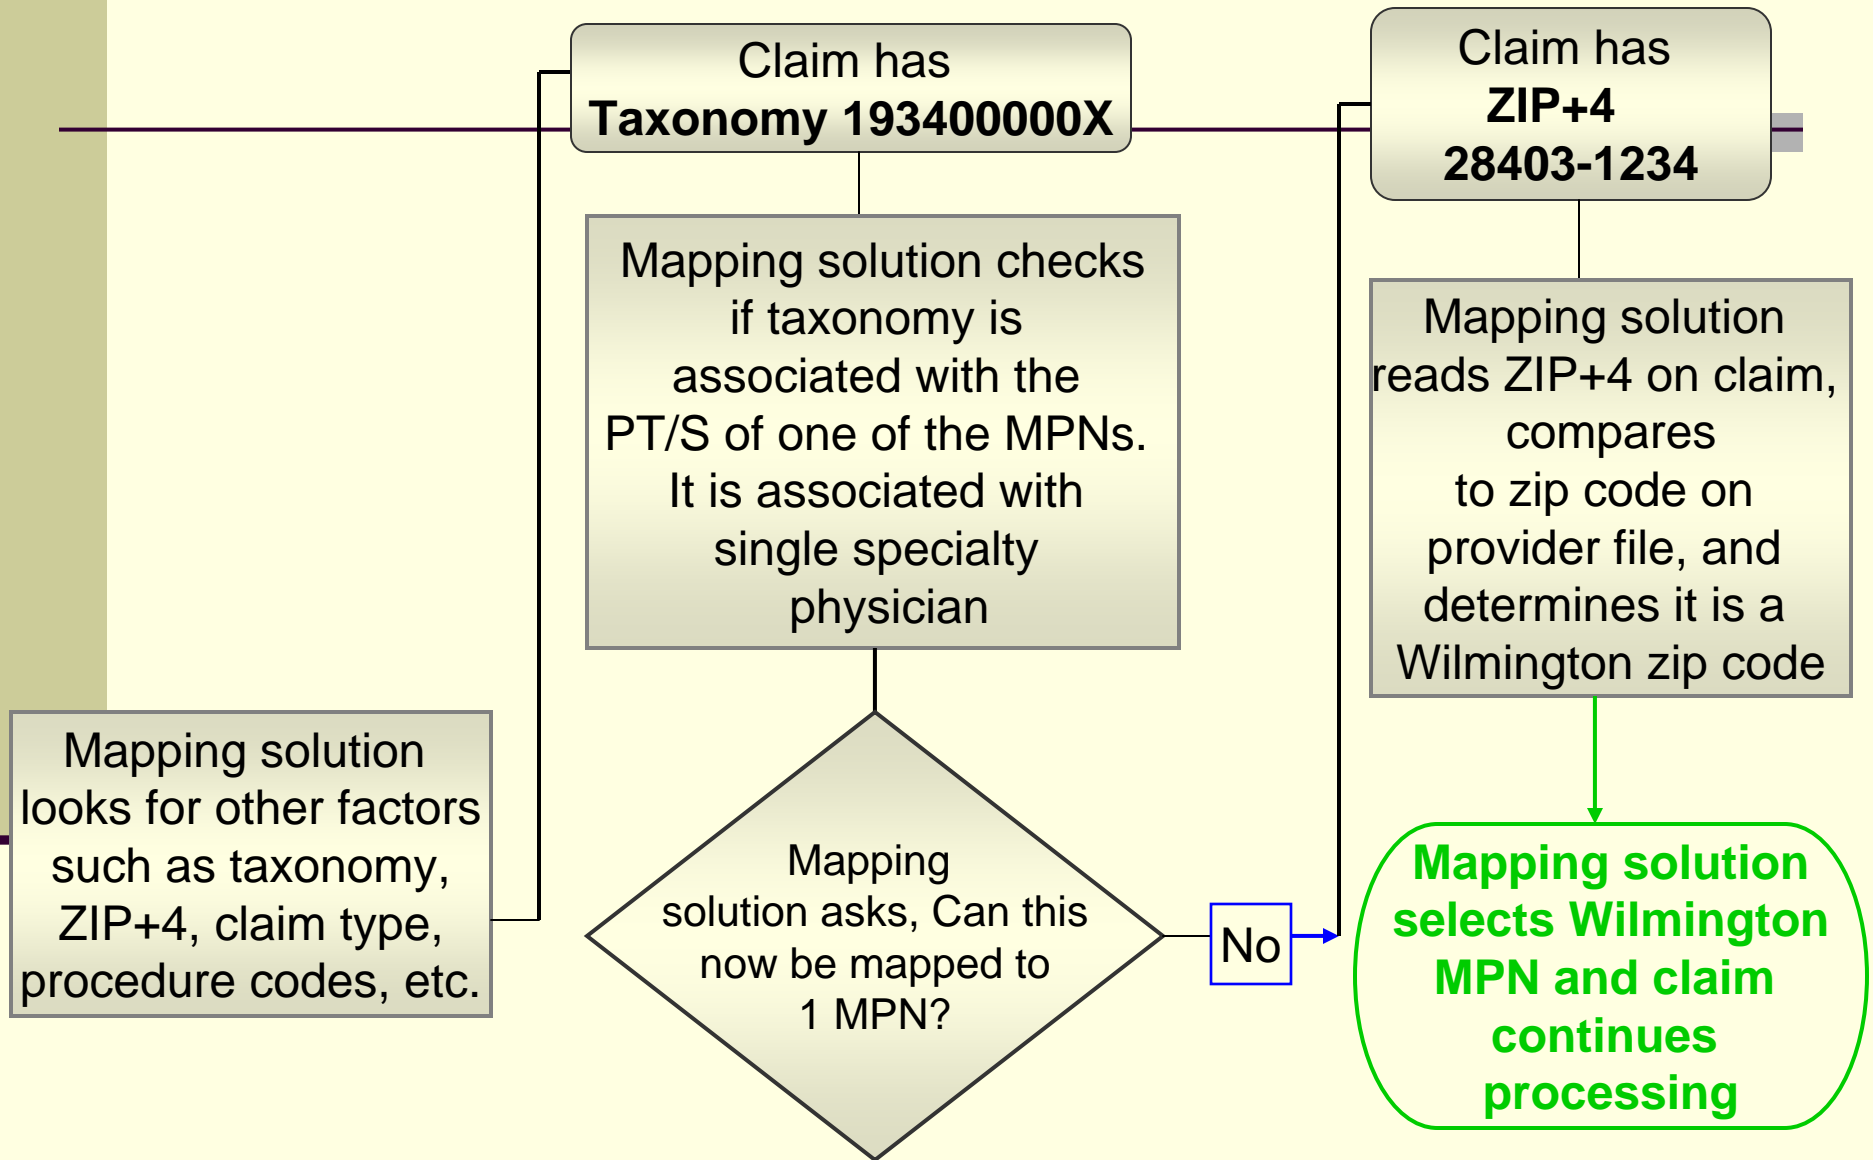 Mapping solution
looks for other factors
such as taxonomy,
ZIP+4, claim type,
procedure codes, etc.
Claim has
Taxonomy 193400000X
Mapping solution checks
if taxonomy is
associated with the
PT/S of one of the MPNs.
It is associated with
single specialty
physician
Mapping
solution asks, Can this
now be mapped to
1 MPN?
No
Claim has
ZIP+4
28403-1234
Mapping solution
reads ZIP+4 on claim,
compares
to zip code on
provider file, and
determines it is a
Wilmington zip code
Mapping solution
selects Wilmington
MPN and claim
continues
processing